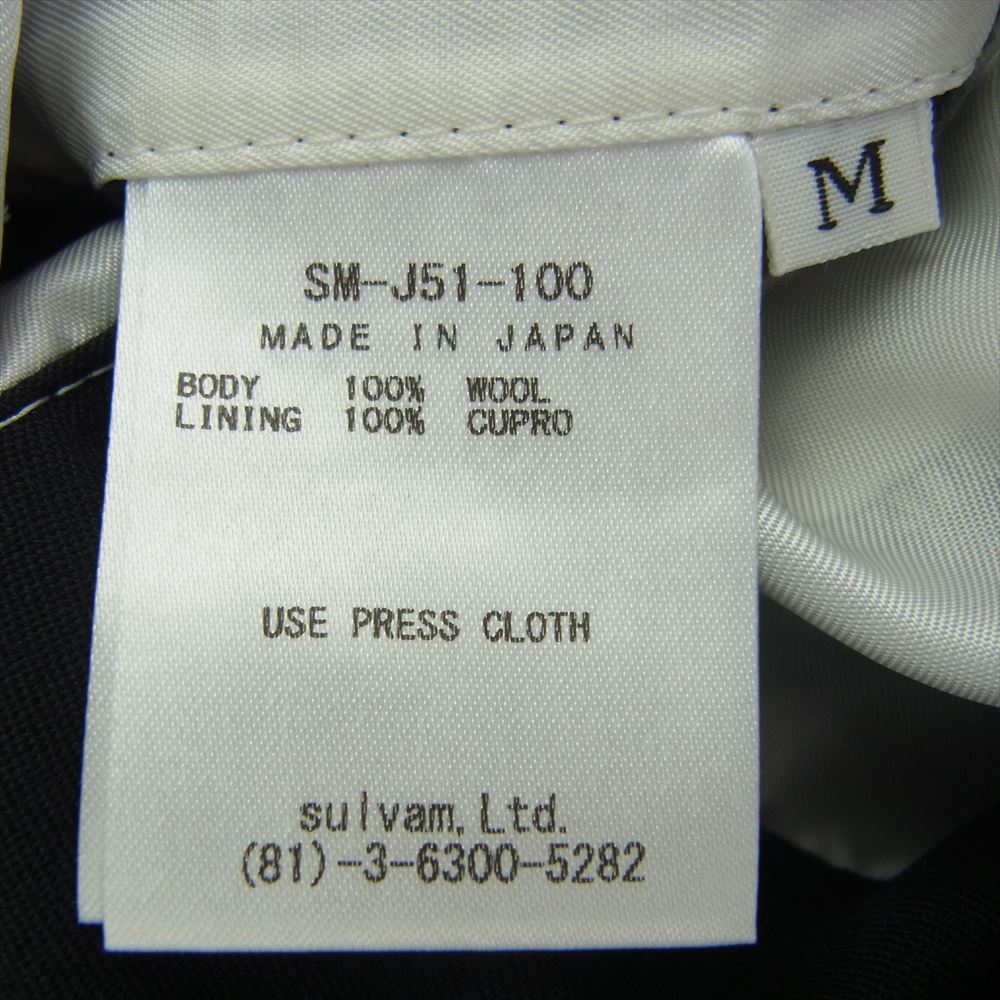 M
SM-J51-100
MADE IN JAPAN
BODY 100% WOOL
LINING 100% CUPRO
USE PRESS CLOTH
sulvam,Ltd.
(81)-3-6300-5282